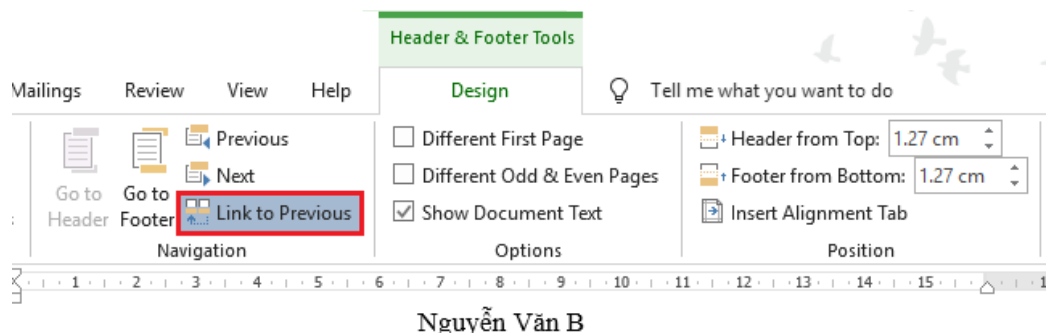 Header & Footer Tools
Mailings Review View Help Design Tell me what you want to do
Previous Different First Page Header from Top: 1.27 cm
Next Different Odd & Even Pages Footer from Bottom: 1.27 cm
Go to Header Go to Footer Link to Previous Show Document Text Insert Alignment Tab
Navigation Options Position
1 2 3 4 5 6 7 8 9 10 11 12 13 14 15
Nguyễn Văn B